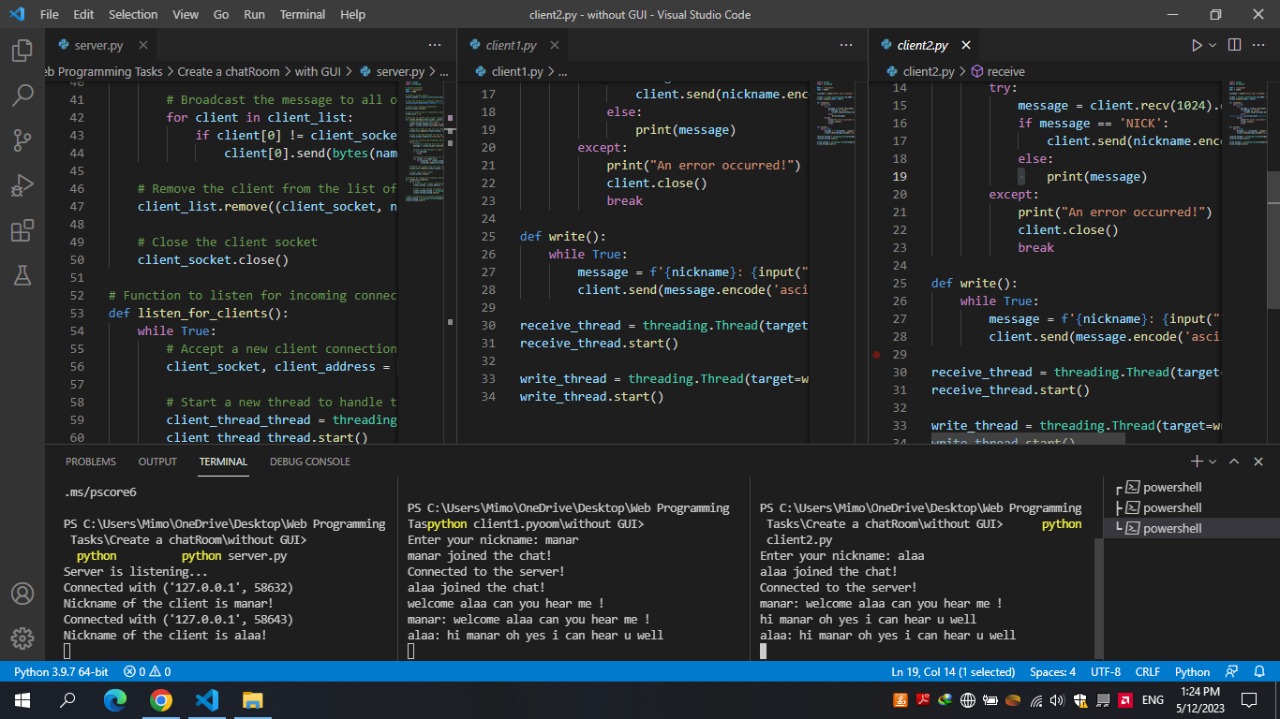 File Edit Selection View Go Run Terminal Help client2.py - without GUI - Visual Studio Code
server.py
eb Programming Tasks > Create a chatRoom > with GUI > server.py > ...
40
41 # Broadcast the message to all o
42 for client in client_list:
43 if client[0] != client_socke
44 client[0].send(bytes(nam
45
46 # Remove the client from the list of
47 client_list.remove((client_socket, n
48
49 # Close the client socket
50 client_socket.close()
51
52 # Function to listen for incoming connec
53 def listen_for_clients():
54 while True:
55 # Accept a new client connection
56 client_socket, client_address =
57
58 # Start a new thread to handle t
59 client_thread_thread = threading
60 client_thread_thread.start()
client1.py
client1.py > ...
17 client.send(nickname.enc
18 else:
19 print(message)
20 except:
21 print("An error occurred!")
22 client.close()
23 break
24
25 def write():
26 while True:
27 message = f'{nickname}: {input("
28 client.send(message.encode('asci
29
30 receive_thread = threading.Thread(target
31 receive_thread.start()
32
33 write_thread = threading.Thread(target=w
34 write_thread.start()
client2.py
client2.py > receive
14 try:
15 message = client.recv(1024).
16 if message == 'NICK':
17 client.send(nickname.enc
18 else:
19 print(message)
20 except:
21 print("An error occurred!")
22 client.close()
23 break
24
25 def write():
26 while True:
27 message = f'{nickname}: {input("
28 client.send(message.encode('asci
29
30 receive_thread = threading.Thread(target
31 receive_thread.start()
32
33 write_thread = threading.Thread(target=w
34 write_thread.start()
PROBLEMS OUTPUT TERMINAL DEBUG CONSOLE
.ms/pscore6
PS C:\Users\Mimo\OneDrive\Desktop\Web Programming
Tasks\Create a chatRoom\without GUI>
python python server.py
Server is listening...
Connected with ('127.0.0.1', 58632)
Nickname of the client is manar!
Connected with ('127.0.0.1', 58643)
Nickname of the client is alaa!
PS C:\Users\Mimo\OneDrive\Desktop\Web Programming
Taspython client1.pyoom\without GUI>
Enter your nickname: manar
manar joined the chat!
Connected to the server!
alaa joined the chat!
welcome alaa can you hear me !
manar: welcome alaa can you hear me !
alaa: hi manar oh yes i can hear u well
PS C:\Users\Mimo\OneDrive\Desktop\Web Programming
Tasks\Create a chatRoom\without GUI> python
client2.py
Enter your nickname: alaa
alaa joined the chat!
Connected to the server!
manar: welcome alaa can you hear me !
hi manar oh yes i can hear u well
alaa: hi manar oh yes i can hear u well
powershell
powershell
powershell
Python 3.9.7 64-bit 0 0 Ln 19, Col 14 (1 selected) Spaces: 4 UTF-8 CRLF Python
ENG 1:24 PM
5/12/2023